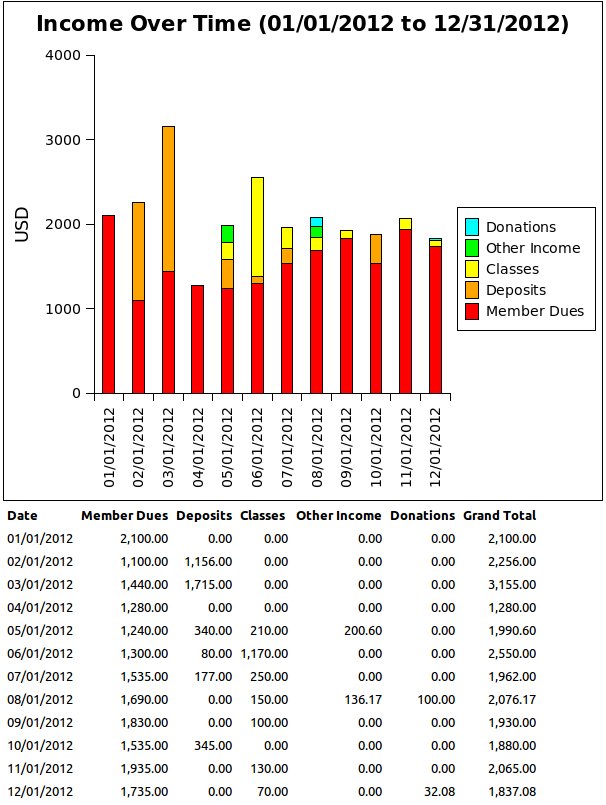 Income Over Time (01/01/2012 to 12/31/2012)
4000
3000
2000
1000
0
USD
Donations
Other Income
Classes
Deposits
Member Dues
01/01/2012
02/01/2012
03/01/2012
04/01/2012
05/01/2012
06/01/2012
07/01/2012
08/01/2012
09/01/2012
10/01/2012
11/01/2012
12/01/2012
Date Member Dues Deposits Classes Other Income Donations Grand Total
01/01/2012 2,100.00 0.00 0.00 0.00 0.00 2,100.00
02/01/2012 1,100.00 1,156.00 0.00 0.00 0.00 2,256.00
03/01/2012 1,440.00 1,715.00 0.00 0.00 0.00 3,155.00
04/01/2012 1,280.00 0.00 0.00 0.00 0.00 1,280.00
05/01/2012 1,240.00 340.00 210.00 200.60 0.00 1,990.60
06/01/2012 1,300.00 80.00 1,170.00 0.00 0.00 2,550.00
07/01/2012 1,535.00 177.00 250.00 0.00 0.00 1,962.00
08/01/2012 1,690.00 0.00 150.00 136.17 100.00 2,076.17
09/01/2012 1,830.00 0.00 100.00 0.00 0.00 1,930.00
10/01/2012 1,535.00 345.00 0.00 0.00 0.00 1,880.00
11/01/2012 1,935.00 0.00 130.00 0.00 0.00 2,065.00
12/01/2012 1,735.00 0.00 70.00 0.00 32.08 1,837.08